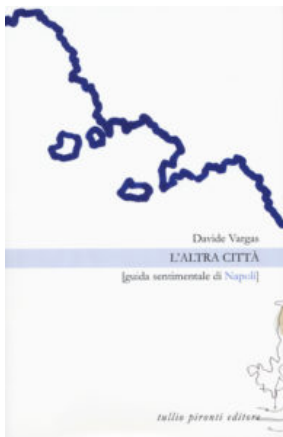 Davide Vargas
L'ALTRA CITTÀ
[guida sentimentale di Napoli]
tullio pironti editore